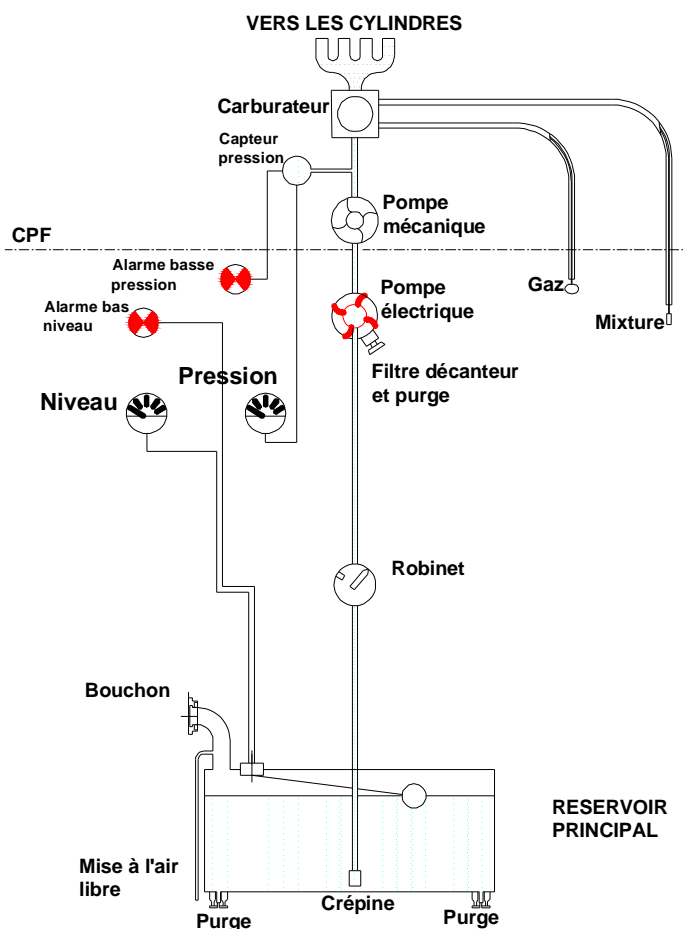 VERS LES CYLINDRES
Carburateur
Capteur
pression
Pompe
mécanique
CPF
Alarme basse
pression
Pompe
électrique
Gaz
Alarme bas
niveau
Mixture
Filtre décanteur
et purge
Pression
Niveau
Robinet
Bouchon
RESERVOIR
PRINCIPAL
Mise à l'air
libre
Crépine
Purge
Purge